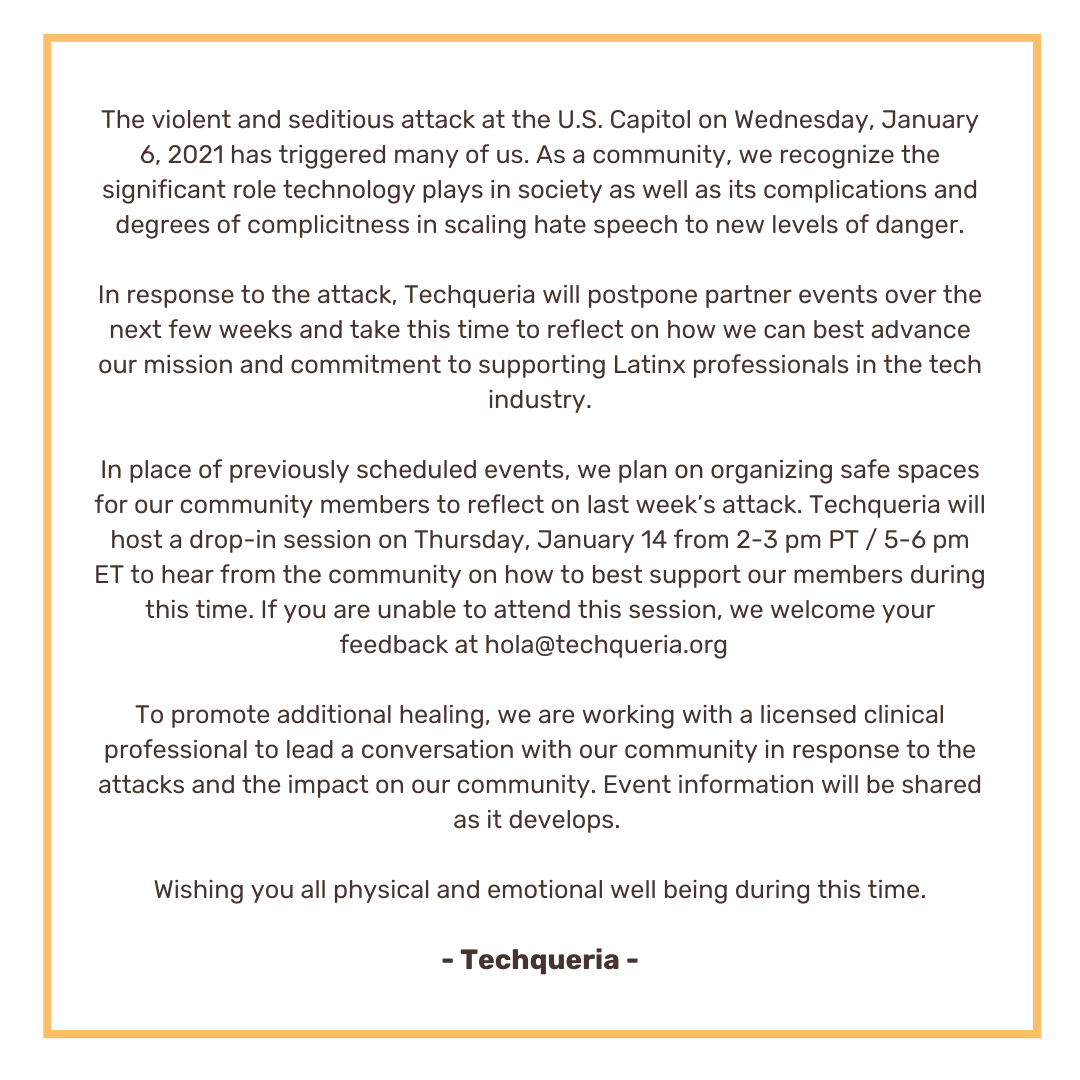 The violent and seditious attack at the U.S. Capitol on Wednesday, January
6, 2021 has triggered many of us. As a community, we recognize the
significant role technology plays in society as well as its complications and
degrees of complicitness in scaling hate speech to new levels of danger.
In response to the attack, Techqueria will postpone partner events over the
next few weeks and take this time to reflect on how we can best advance
our mission and commitment to supporting Latinx professionals in the tech
industry.
In place of previously scheduled events, we plan on organizing safe spaces
for our community members to reflect on last week's attack. Techqueria will
host a drop-in session on Thursday, January 14 from 2-3 pm PT / 5-6 pm
ET to hear from the community on how to best support our members during
this time. If you are unable to attend this session, we welcome your
feedback at hola@techqueria.org
To promote additional healing, we are working with a licensed clinical
professional to lead a conversation with our community in response to the
attacks and the impact on our community. Event information will be shared
as it develops.
Wishing you all physical and emotional well being during this time.
- Techqueria -